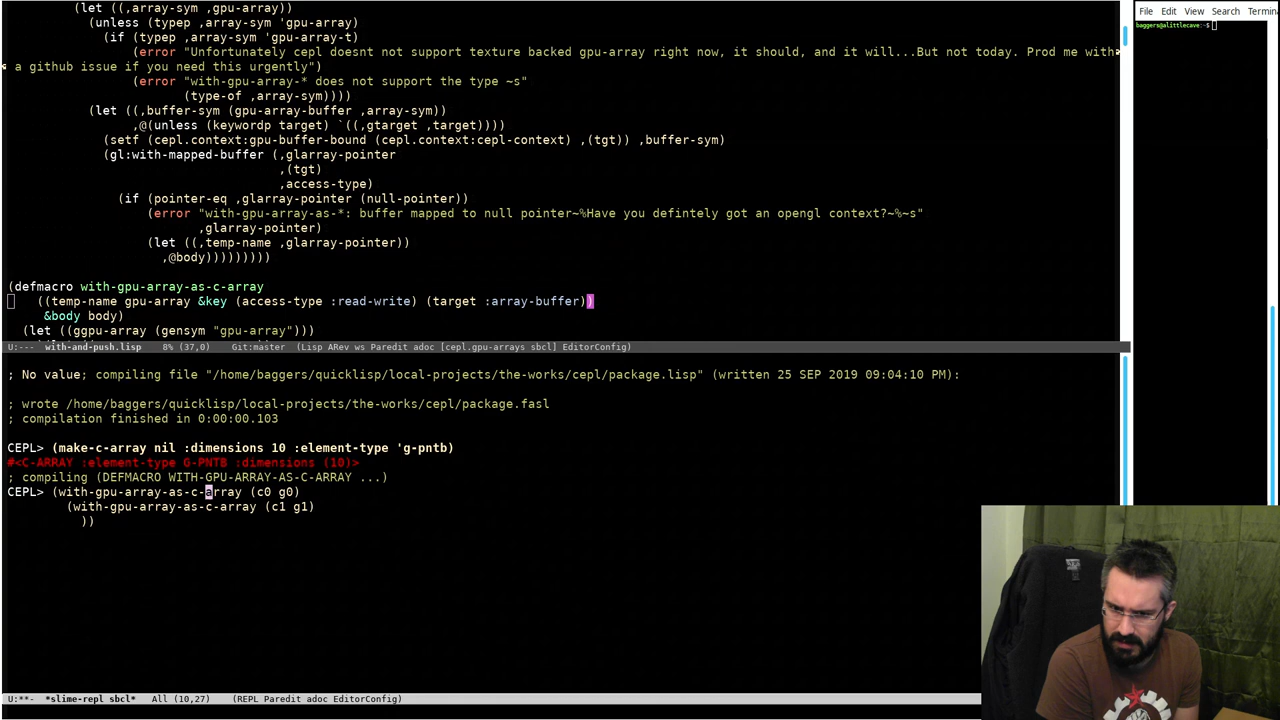 (let ((,array-sym ,gpu-array))
(unless (typep ,array-sym 'gpu-array)
(if (typep ,array-sym 'gpu-array-t)
(error "Unfortunately cepl doesnt not support texture backed gpu-array right now, it should, and it will...But not today. Prod me with
a github issue if you need this urgently")
(error "with-gpu-array-* does not support the type ~s"
(type-of ,array-sym))))
(let ((,buffer-sym (gpu-array-buffer ,array-sym))
,@(unless (keywordp target) `((,gtarget ,target))))
(setf (cepl.context:gpu-buffer-bound (cepl.context:cepl-context) ,(tgt)) ,buffer-sym)
(gl:with-mapped-buffer (,glarray-pointer
,(tgt)
,access-type)
(if (pointer-eq ,glarray-pointer (null-pointer))
(error "with-gpu-array-as-*: buffer mapped to null pointer~%Have you defintely got an opengl context?~%~s"
,glarray-pointer)
(let ((,temp-name ,glarray-pointer))
,@body)))))))))
(defmacro with-gpu-array-as-c-array
((temp-name gpu-array &key (access-type :read-write) (target :array-buffer))
&body body)
(let ((ggpu-array (gensym "gpu-array")))
U:--- with-and-push.lisp 8% (37,0) Git:master (Lisp ARev ws Paredit adoc [cepl.gpu-arrays sbcl] EditorConfig)
; No value; compiling file "/home/baggers/quicklisp/local-projects/the-works/cepl/package.lisp" (written 25 SEP 2019 09:04:10 PM):
; wrote /home/baggers/quicklisp/local-projects/the-works/cepl/package.fasl
; compilation finished in 0:00:00.103
CEPL> (make-c-array nil :dimensions 10 :element-type 'g-pntb)
#<C-ARRAY :element-type G-PNTB :dimensions (10)>
; compiling (DEFMACRO WITH-GPU-ARRAY-AS-C-ARRAY ...)
CEPL> (with-gpu-array-as-c-array (c0 g0)
(with-gpu-array-as-c-array (c1 g1)
))
U:**- *slime-repl sbcl* All (10,27) (REPL Paredit adoc EditorConfig)
File Edit View Search Termin
baggers@alittlecave:~$